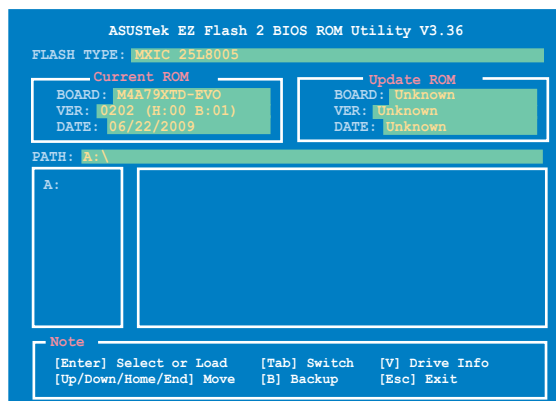 ASUSTek EZ Flash 2 BIOS ROM Utility V3.36
FLASH TYPE: MXIC 25L8005
Current ROM
BOARD: M4A79XTD-EVO
VER: 0202 (H:00 B:01)
DATE: 06/22/2009
Update ROM
BOARD: Unknown
VER: Unknown
DATE: Unknown
PATH: A:\
A:
Note
[Enter] Select or Load [Tab] Switch [V] Drive Info
[Up/Down/Home/End] Move [B] Backup [Esc] Exit